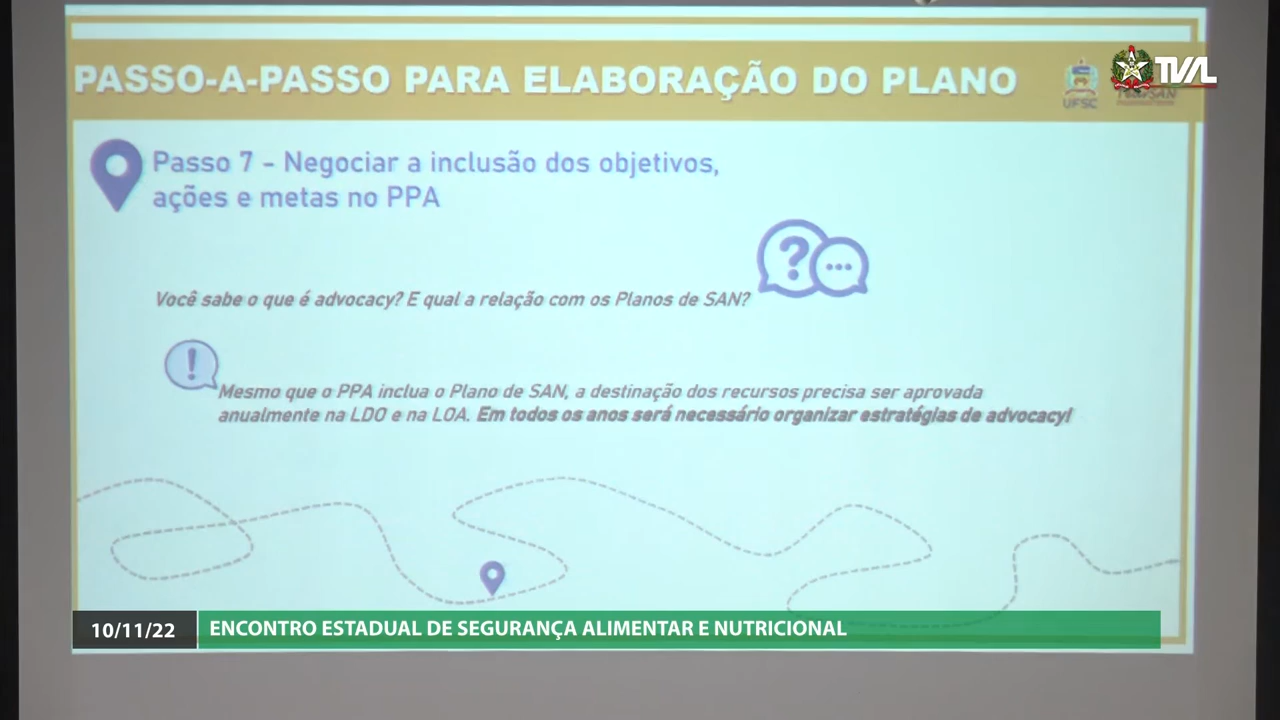 PASSO-A-PASSO PARA ELABORAÇÃO DO PLANO
UFSC
TVAL
Passo 7 - Negociar a inclusão dos objetivos,
ações e metas no PPA
Você sabe o que é advocacy? E qual a relação com os Planos de SAN?
Mesmo que o PPA inclua o Plano de SAN, a destinação dos recursos precisa ser aprovada
anualmente na LDO e na LOA. Em todos os anos será necessário organizar estratégias de advocacy!
10/11/22
ENCONTRO ESTADUAL DE SEGURANÇA ALIMENTAR E NUTRICIONAL